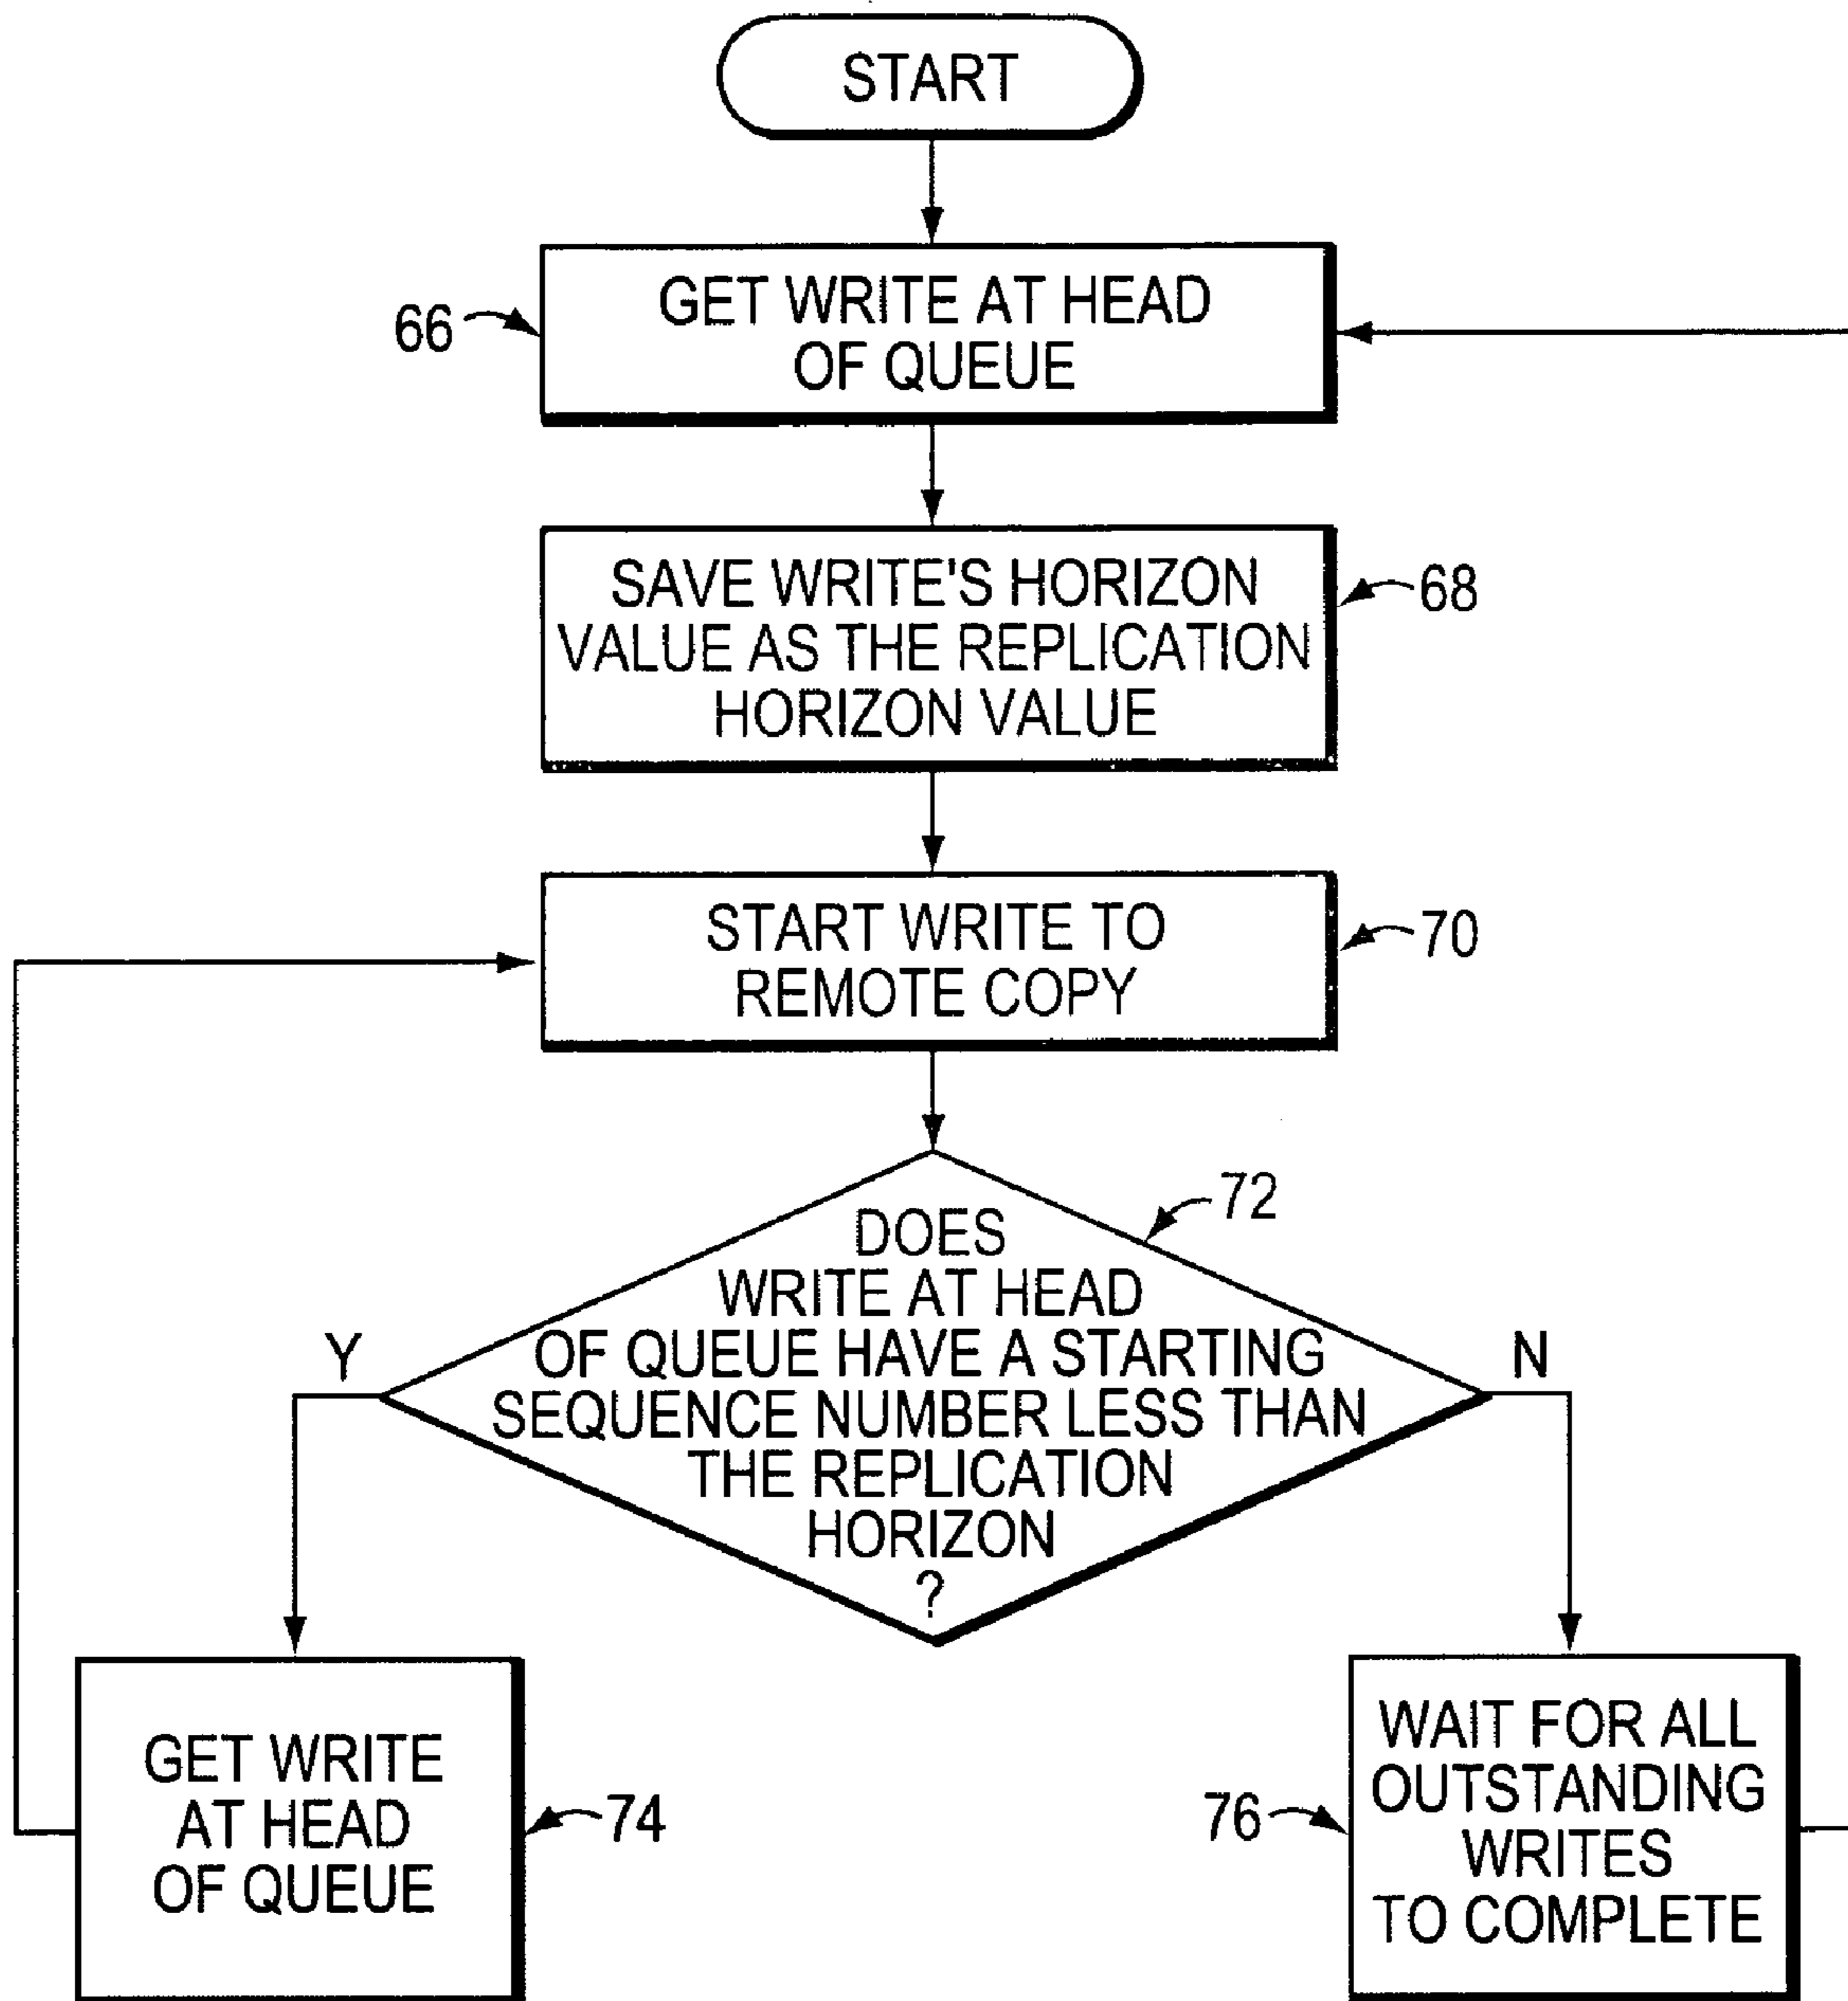 START
66
GET WRITE AT HEAD
OF QUEUE
SAVE WRITE'S HORIZON
VALUE AS THE REPLICATION
HORIZON VALUE
68
START WRITE TO
REMOTE COPY
70
72
DOES
WRITE AT HEAD
OF QUEUE HAVE A STARTING
SEQUENCE NUMBER LESS THAN
THE REPLICATION
HORIZON
?
Y
N
GET WRITE
AT HEAD
OF QUEUE
74
76
WAIT FOR ALL
OUTSTANDING
WRITES
TO COMPLETE